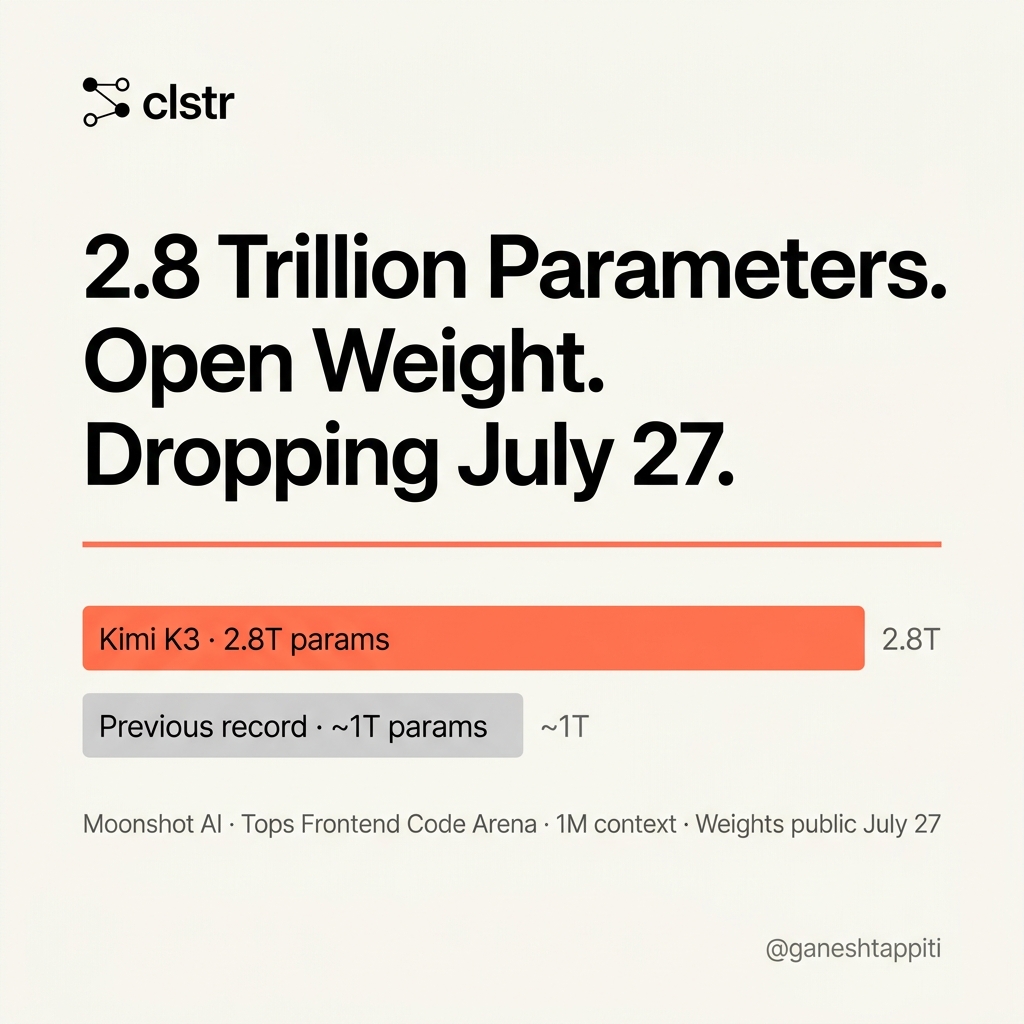 clstr
2.8 Trillion Parameters.
Open Weight.
Dropping July 27.
Kimi K3 · 2.8T params 2.8T
Previous record · ~1T params ~1T
Moonshot AI · Tops Frontend Code Arena · 1M context · Weights public July 27
@ganeshtappiti